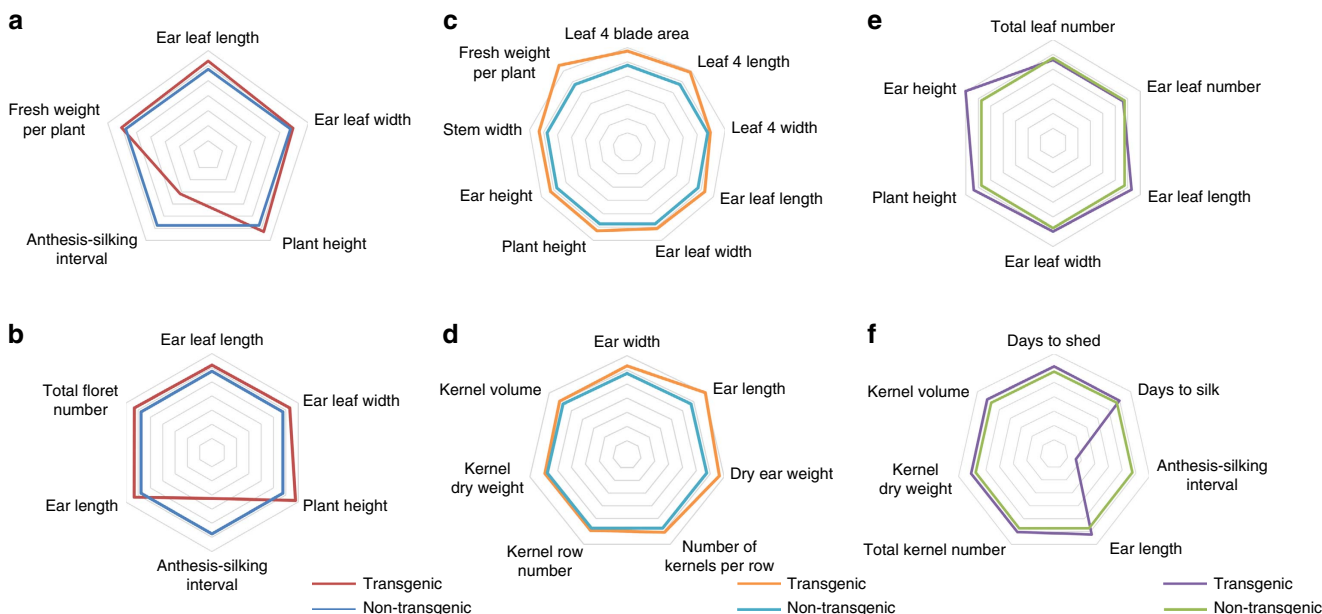 a
Ear leaf length
Fresh weight
per plant
Ear leaf width
Anthesis-silking
interval
Plant height
b
Ear leaf length
Total floret
number
Ear leaf width
Ear length
Plant height
Anthesis-silking
interval
Transgenic
Non-transgenic
c
Leaf 4 blade area
Fresh weight
per plant
Leaf 4 length
Stem width
Leaf 4 width
Ear height
Ear leaf length
Plant height
Ear leaf width
d
Ear width
Kernel volume
Ear length
Kernel
dry weight
Dry ear weight
Kernel row
number
Number of
kernels per row
Transgenic
Non-transgenic
e
Total leaf number
Ear height
Ear leaf number
Plant height
Ear leaf length
Ear leaf width
f
Days to shed
Kernel volume
Days to silk
Kernel
dry weight
Anthesis-silking
interval
Total kernel number
Ear length
Transgenic
Non-transgenic